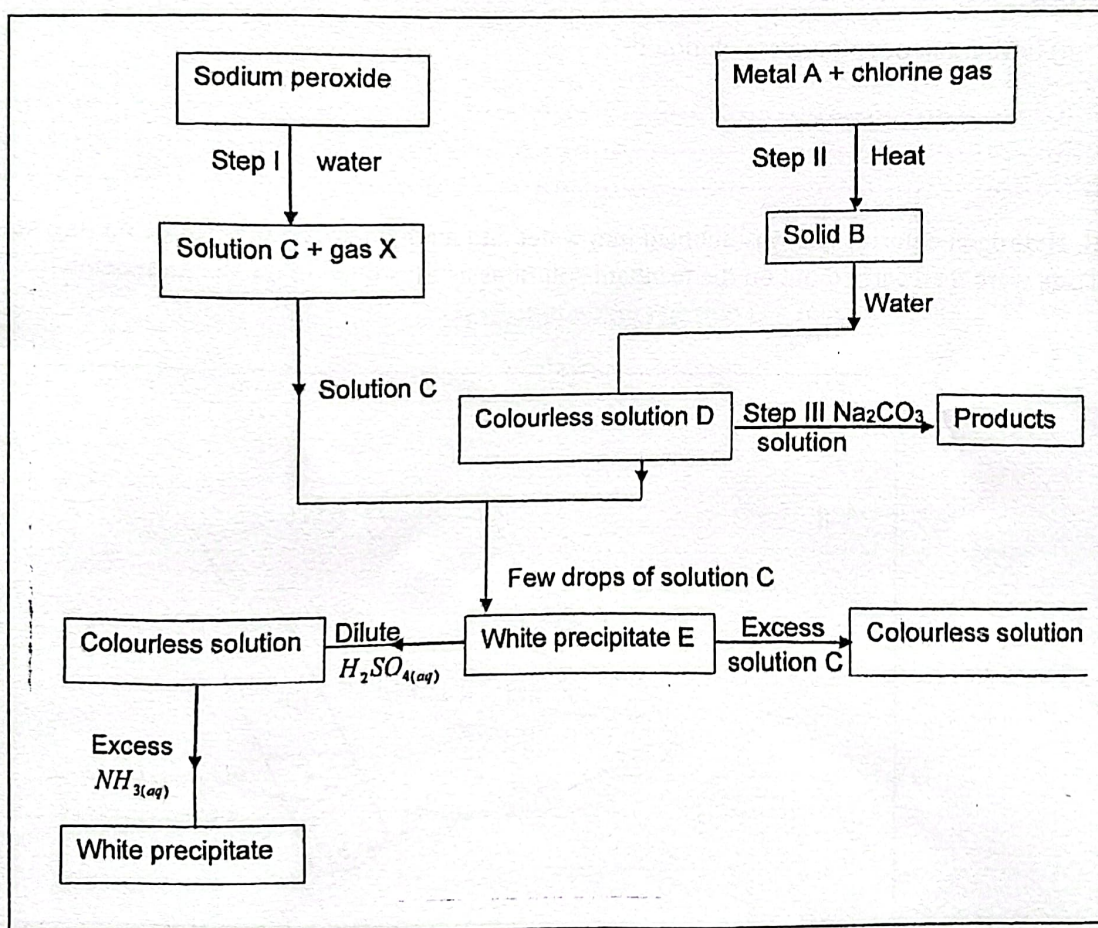 Sodium peroxide
Metal A + chlorine gas
Step I water
Step II Heat
Solution C + gas X
Solid B
Water
Solution C
Colourless solution D
Step III Na₂CO₃
solution
Products
Few drops of solution C
Colourless solution
Dilute
H₂SO₄(aq)
White precipitate E
Excess
solution C
Colourless solution
Excess
NH₃(aq)
White precipitate